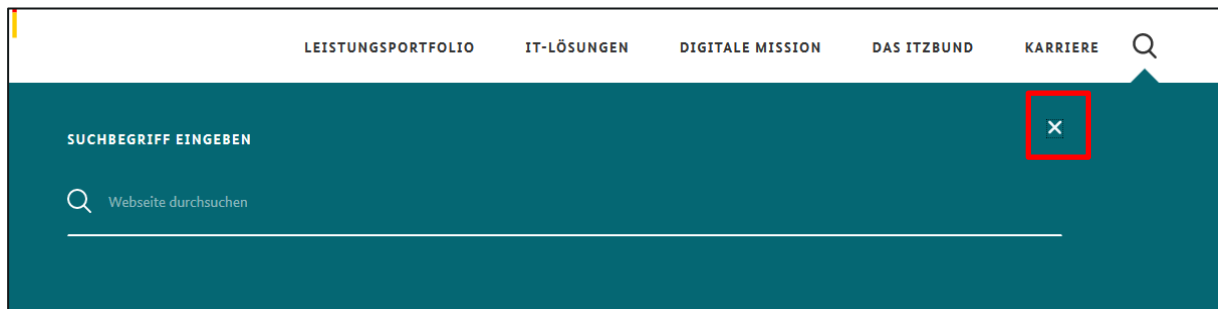 LEISTUNGSPORTFOLIO IT-LÖSUNGEN DIGITALE MISSION DAS ITZBUND KARRIERE
SUCHBEGRIFF EINGEBEN
Webseite durchsuchen